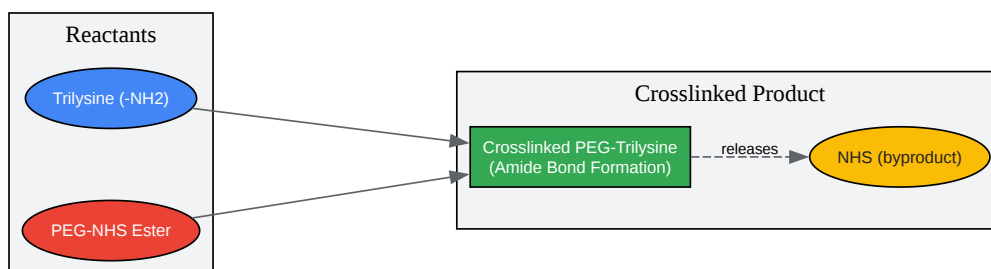 Reactants
Trilysine (-NH2)
PEG-NHS Ester
Crosslinked Product
Crosslinked PEG-Trilysine
(Amide Bond Formation)
releases
NHS (byproduct)